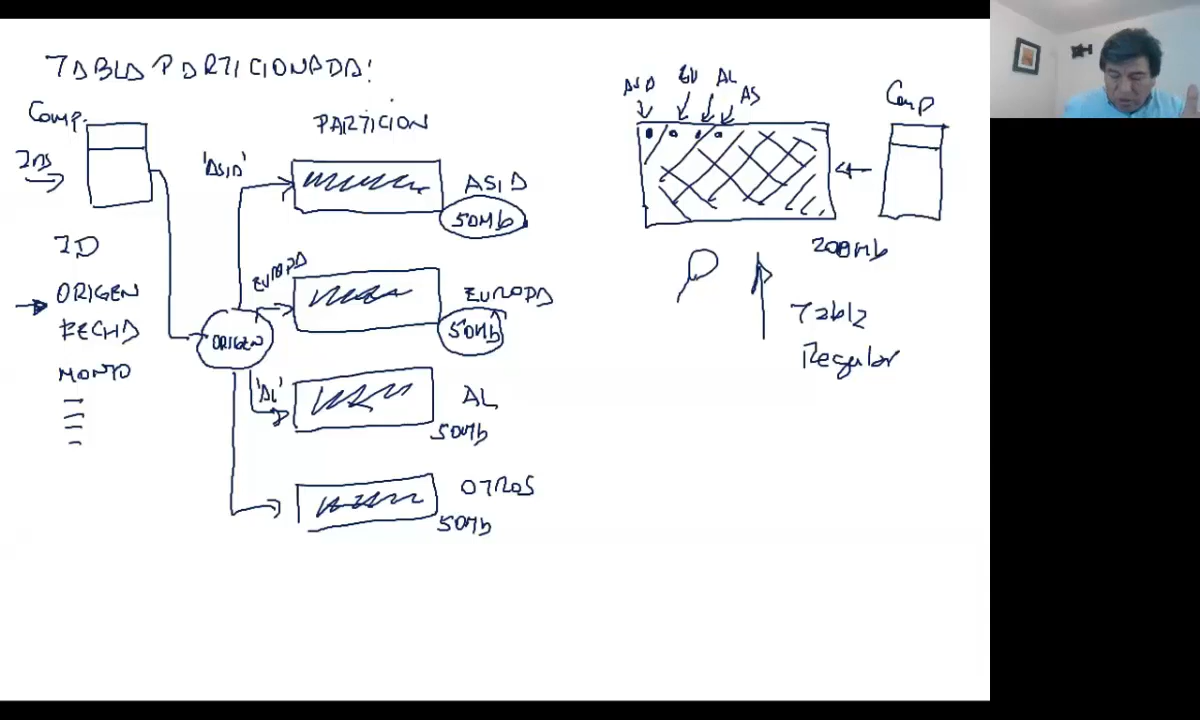 TABLA PARTICIONADA:
Comp.
Ins
ID
ORIGEN
FECHA
MONTO
ORIGEN
PARTICION
'ASIA'
ASIA
50Mb
EUROPA
EUROPA
50Mb
'AL'
AL
50Mb
OTROS
50Mb
ASIA
EU
AL
AS
Comp
200Mb
Tabla
Regular